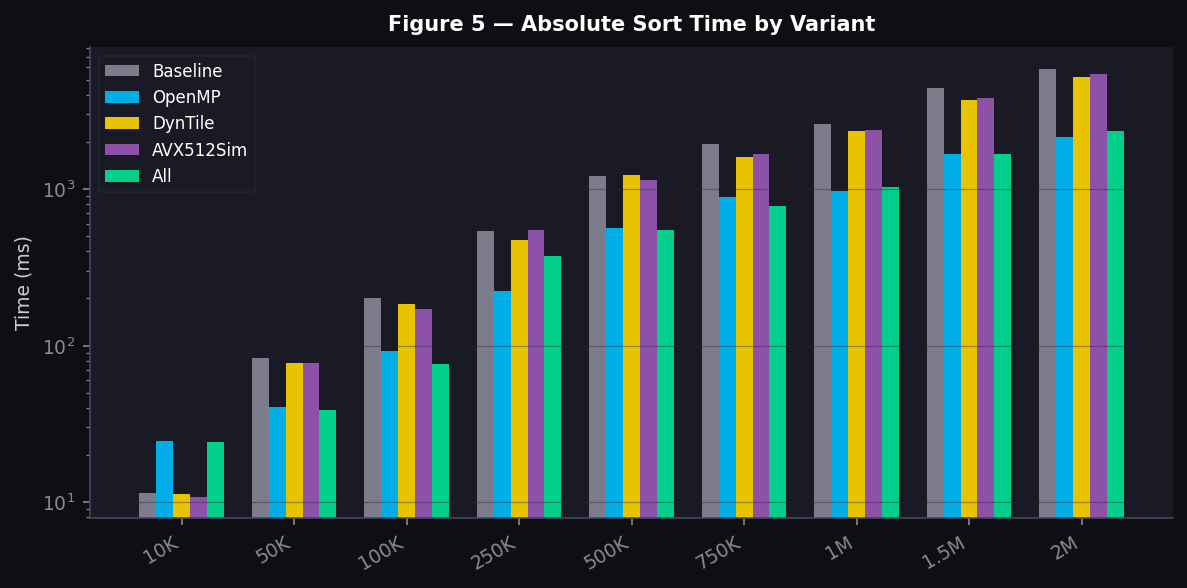 Figure 5 — Absolute Sort Time by Variant
Baseline
OpenMP
DynTile
AVX512Sim
All
Time (ms)
10³
10²
10¹
10K
50K
100K
250K
500K
750K
1M
1.5M
2M